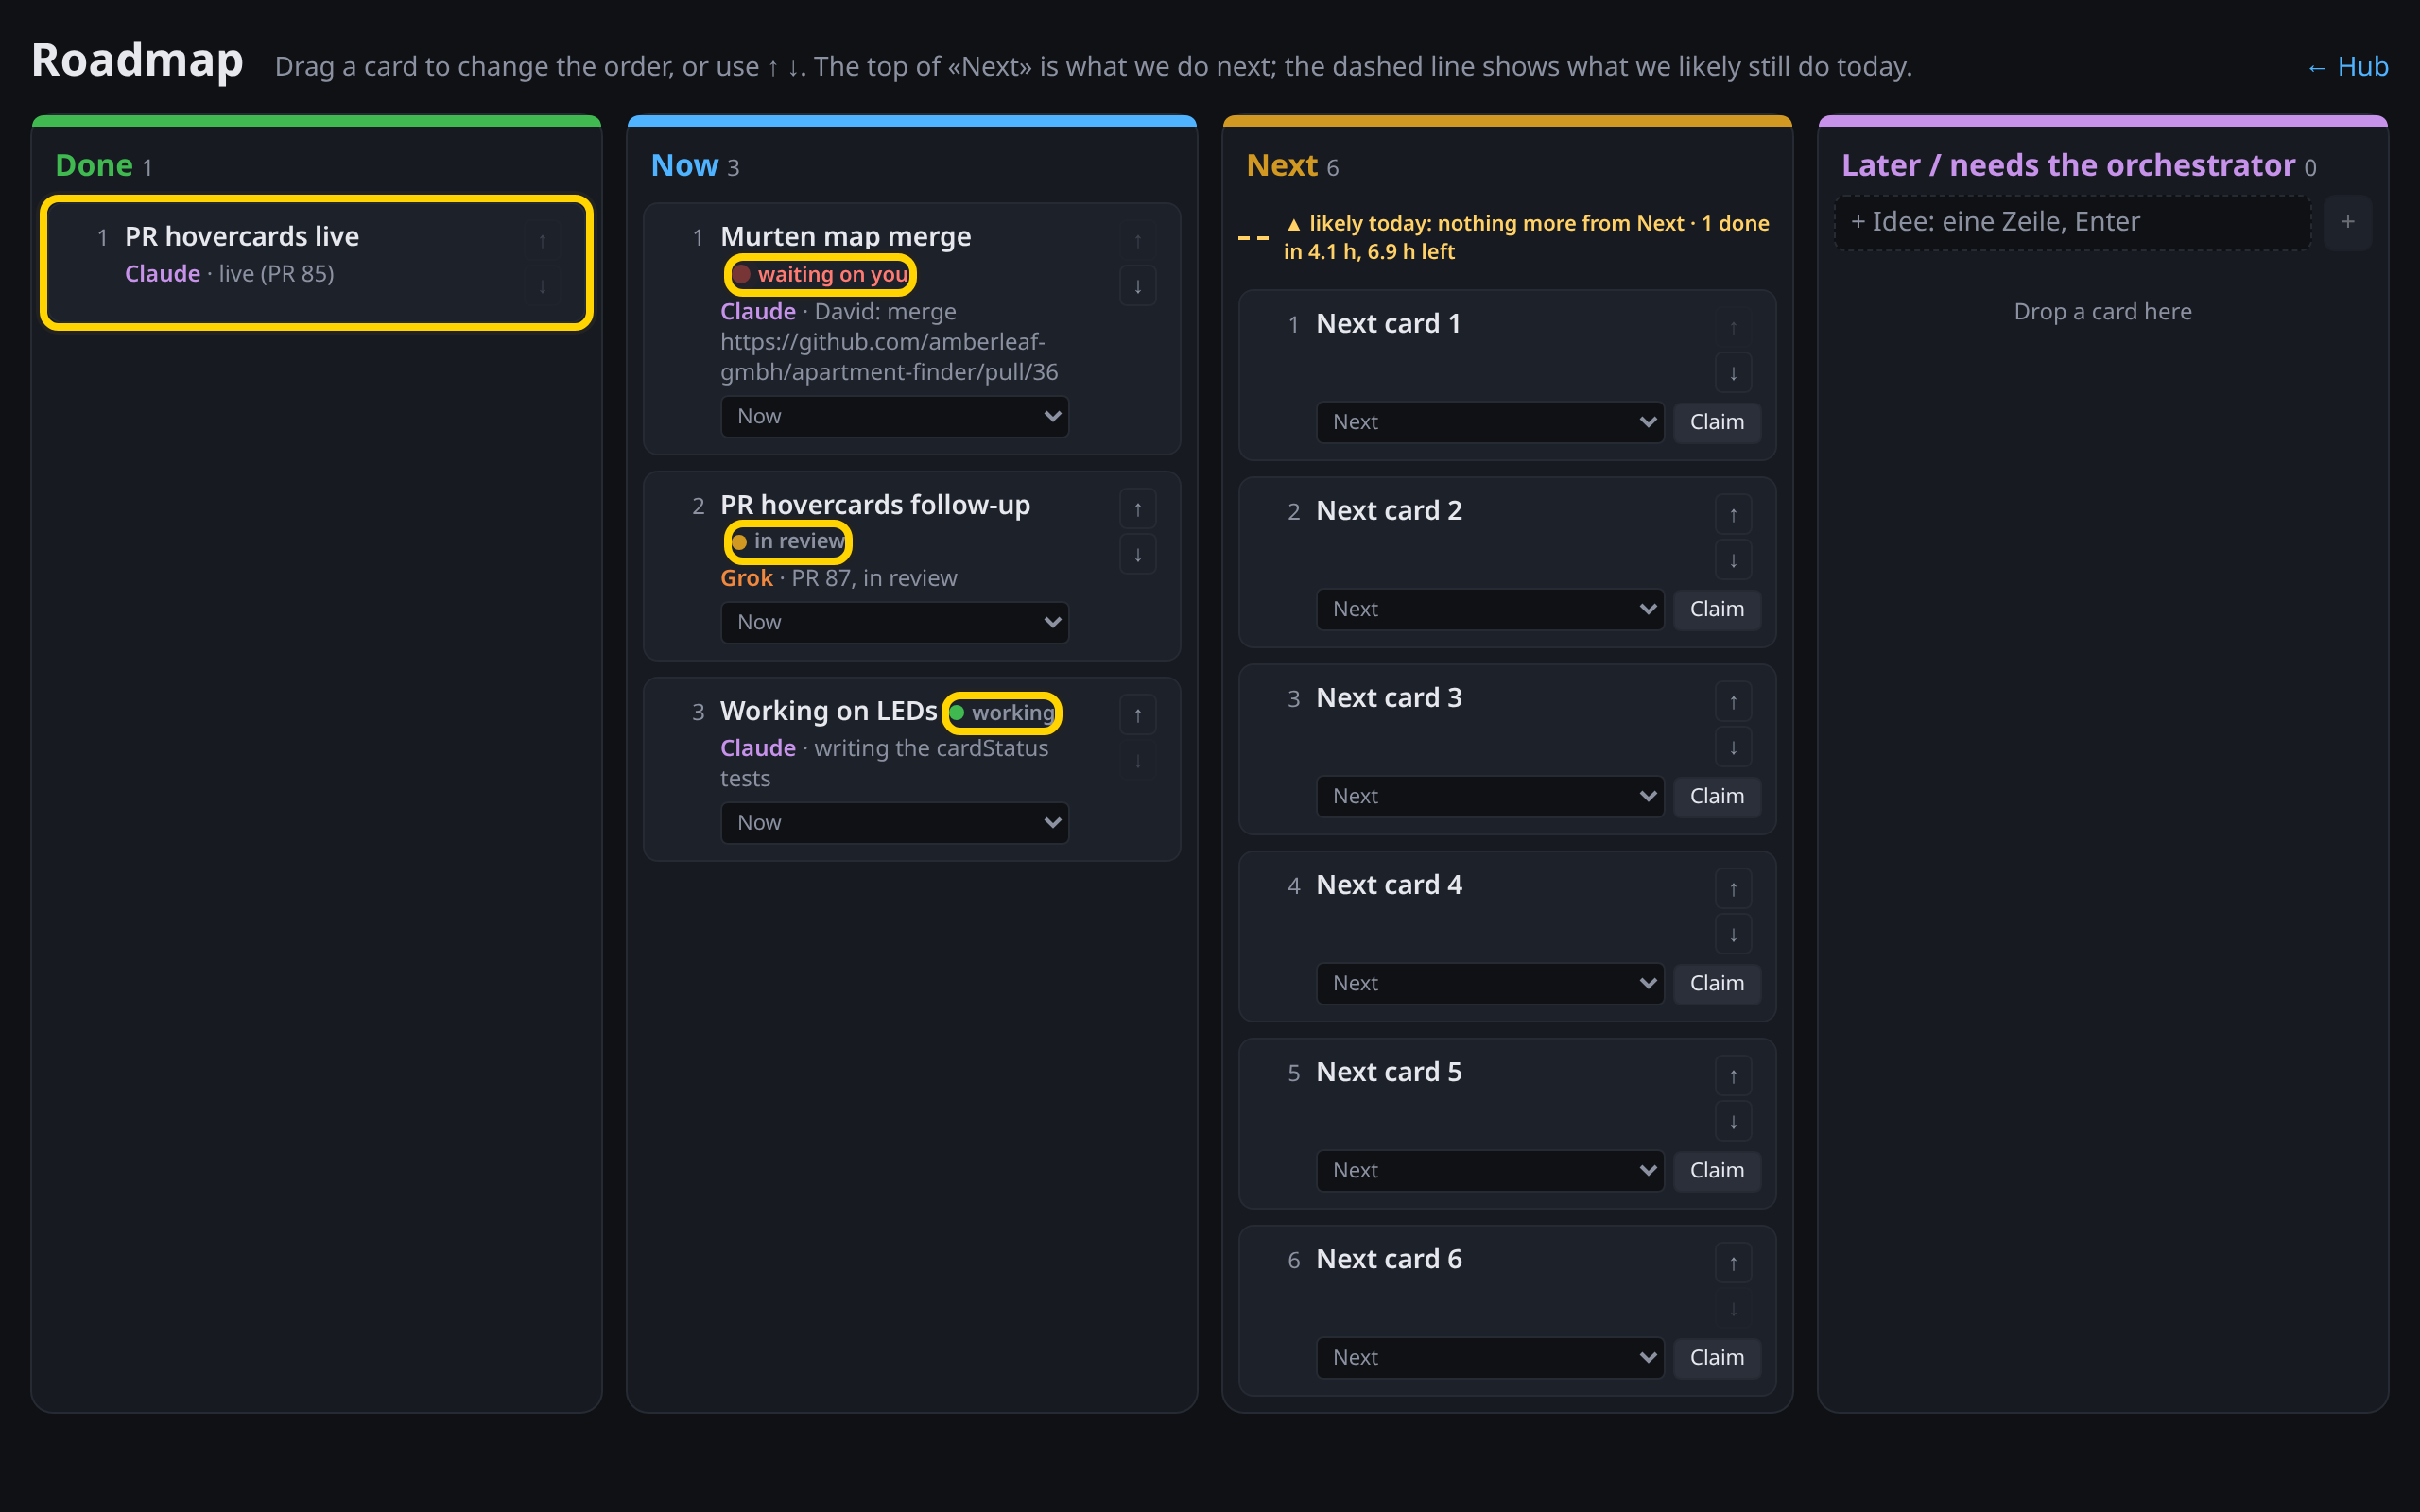 Roadmap
Drag a card to change the order, or use ↑ ↓. The top of «Next» is what we do next; the dashed line shows what we likely still do today.
← Hub
Done 1
1 PR hovercards live
↑
Claude · live (PR 85)
↓
Now 3
1 Murten map merge
↑
waiting on you
↓
Claude · David: merge
https://github.com/amberleaf-
gmbh/apartment-finder/pull/36
Now
2 PR hovercards follow-up
↑
in review
↓
Grok · PR 87, in review
Now
3 Working on LEDs working
↑
Claude · writing the cardStatus
tests
↓
Now
Next 6
▲ likely today: nothing more from Next · 1 done
in 4.1 h, 6.9 h left
1 Next card 1
↑
↓
Next
Claim
2 Next card 2
↑
↓
Next
Claim
3 Next card 3
↑
↓
Next
Claim
4 Next card 4
↑
↓
Next
Claim
5 Next card 5
↑
↓
Next
Claim
6 Next card 6
↑
↓
Next
Claim
Later / needs the orchestrator 0
+ Idee: eine Zeile, Enter
+
Drop a card here